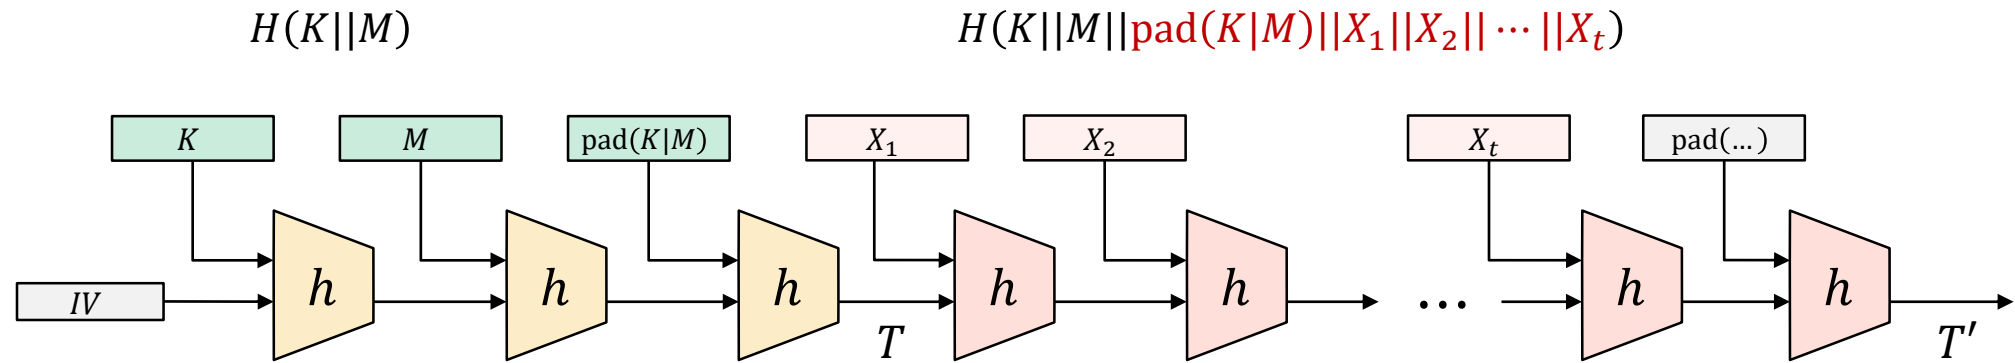 H(K||M) H(K||M||pad(K|M)||X₁||X₂|| ⋯ ||Xₜ)
K M pad(K|M) X₁ X₂ Xₜ pad(…)
IV h h h h h … h h
T T′